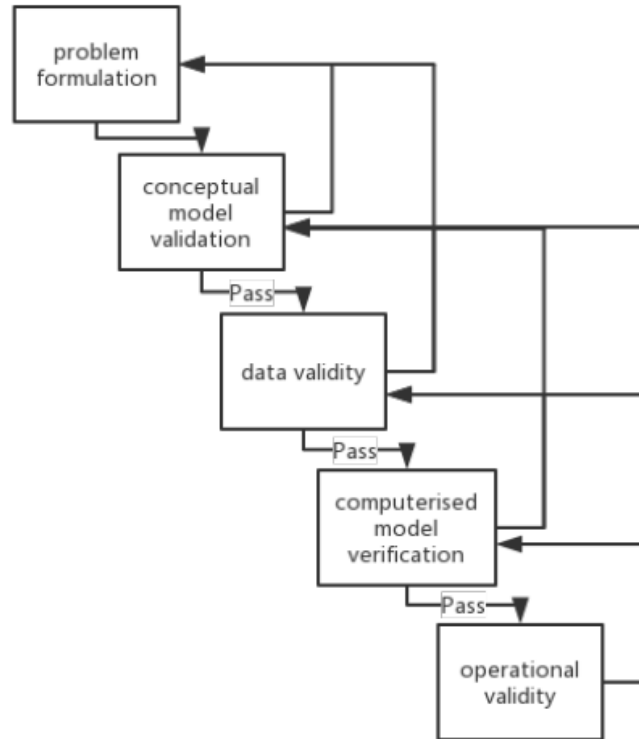 problem
formulation
conceptual
model
validation
Pass
data validity
Pass
computerised
model
verification
Pass
operational
validity